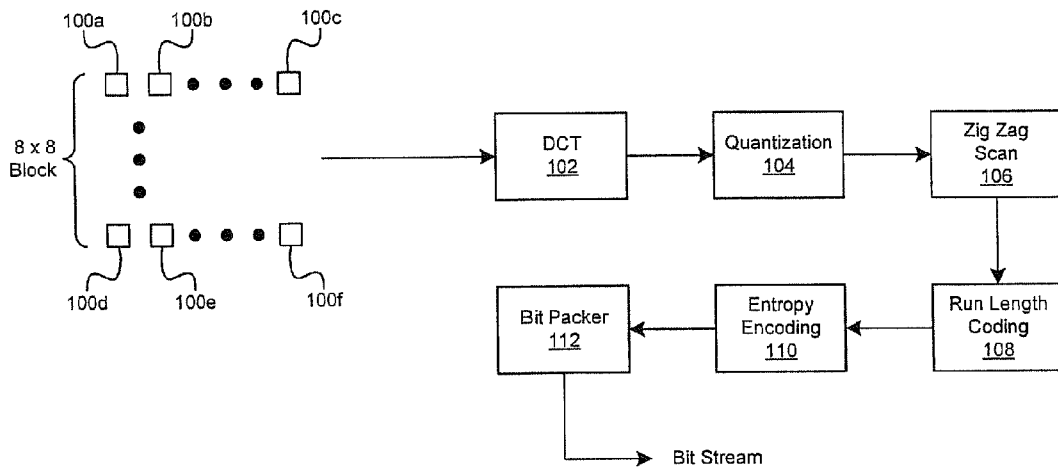 100a
100b
100c
8 x 8
Block
DCT
102
Quantization
104
Zig Zag
Scan
106
100d
100e
100f
Bit Packer
112
Entropy
Encoding
110
Run Length
Coding
108
Bit Stream